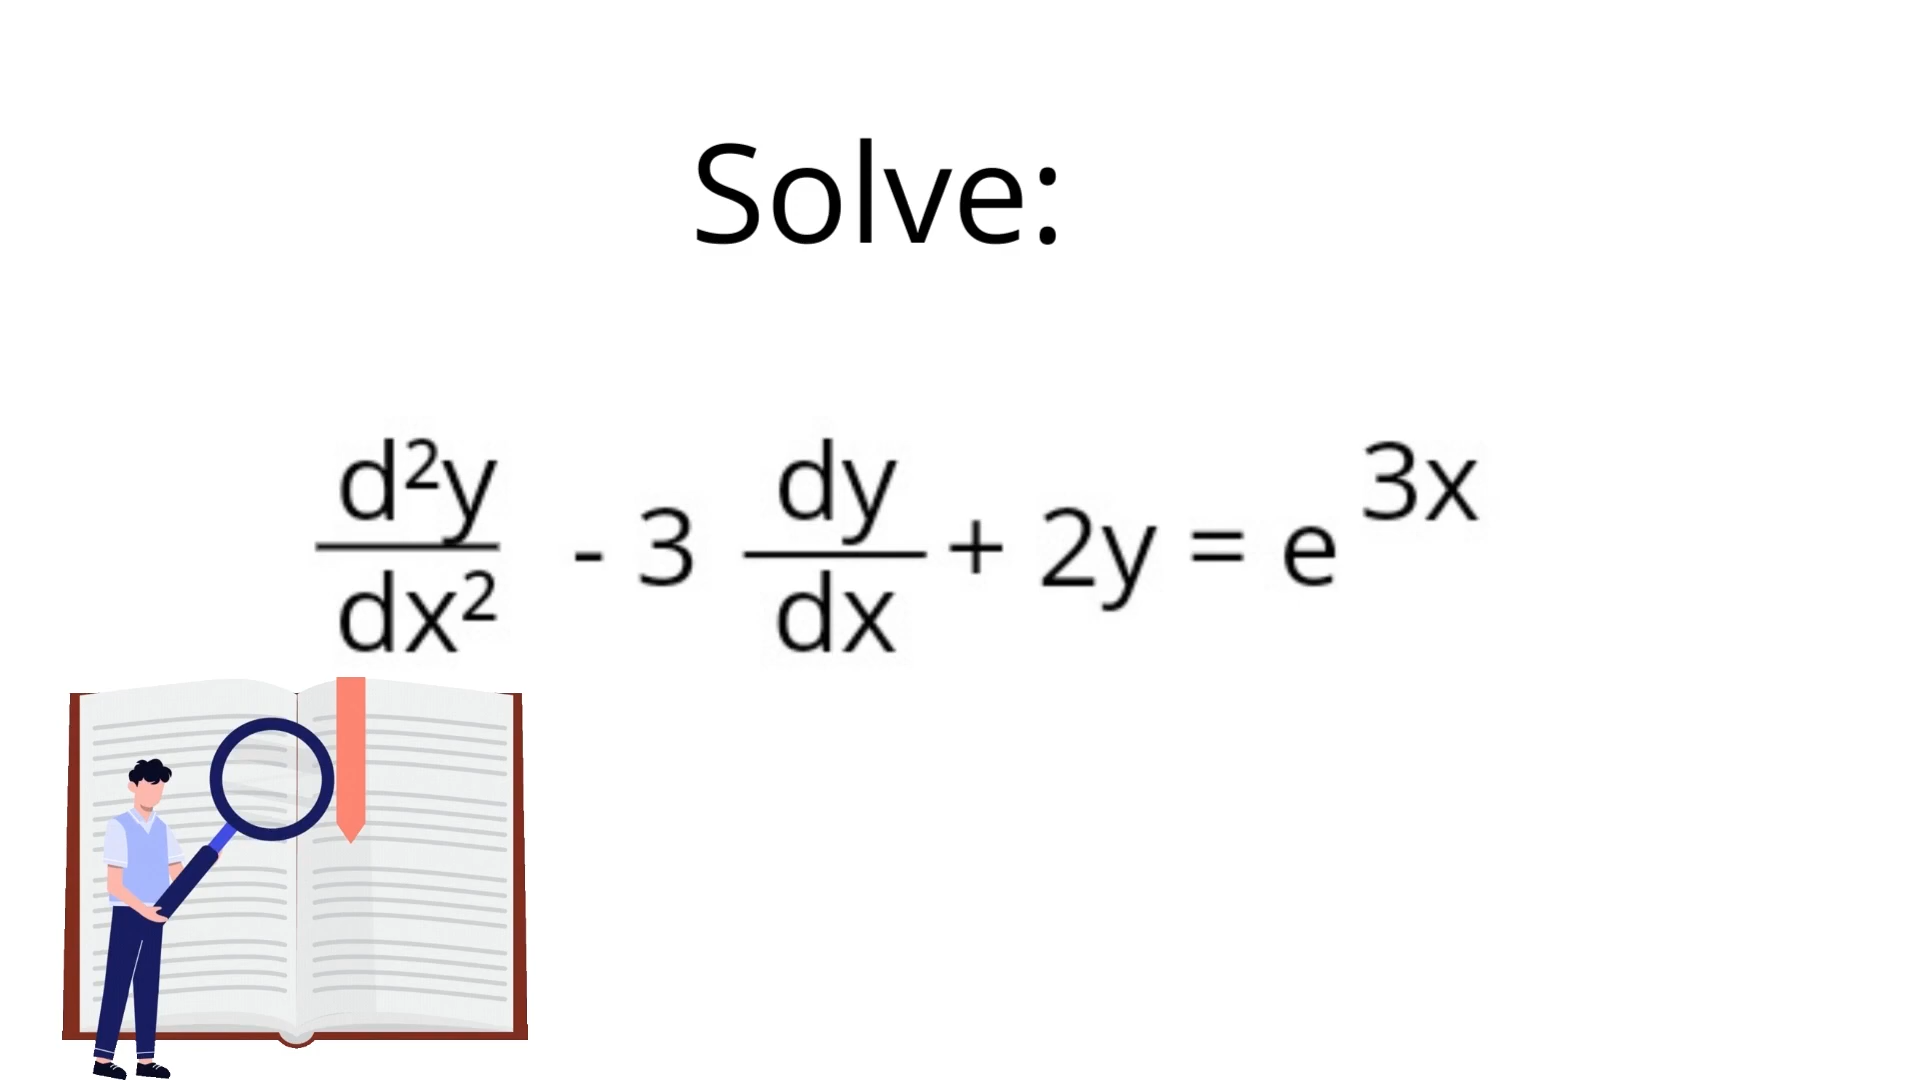 Solve:
d²y/dx² - 3 dy/dx + 2y = e^3x